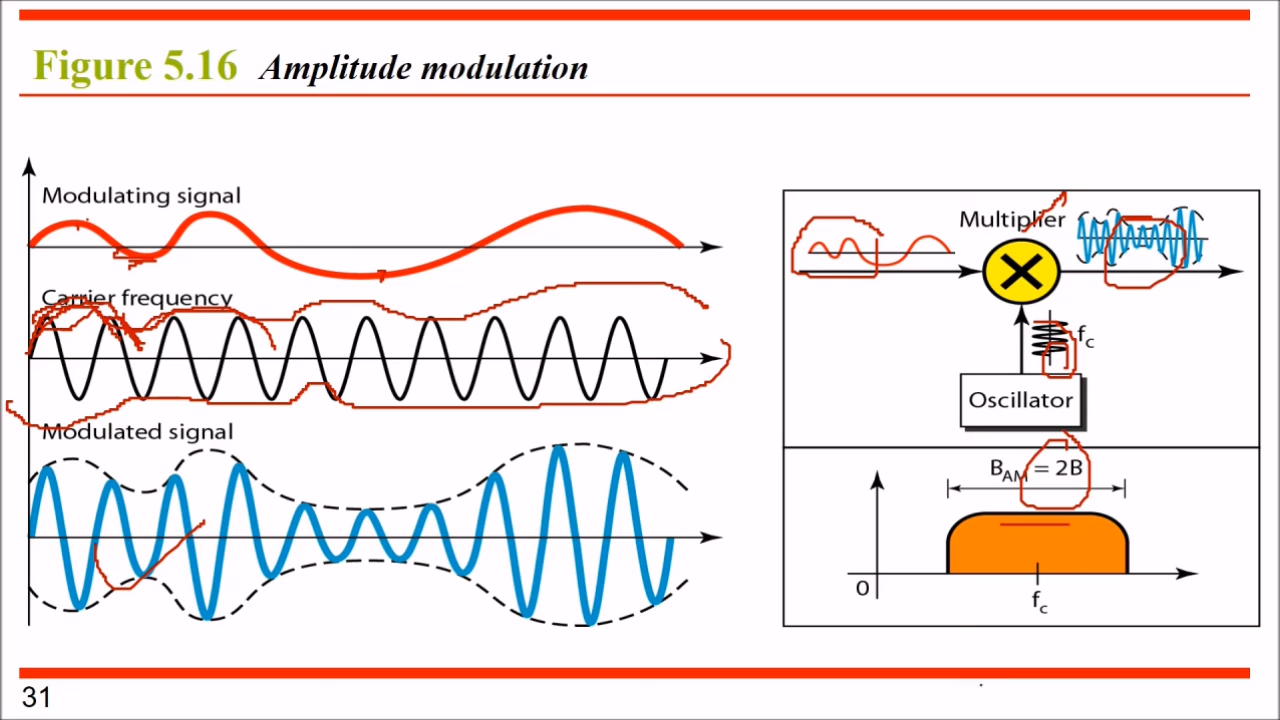 Figure 5.16 Amplitude modulation
Modulating signal
Carrier frequency
Modulated signal
Multiplier
fc
Oscillator
BAM = 2B
0
fc
31